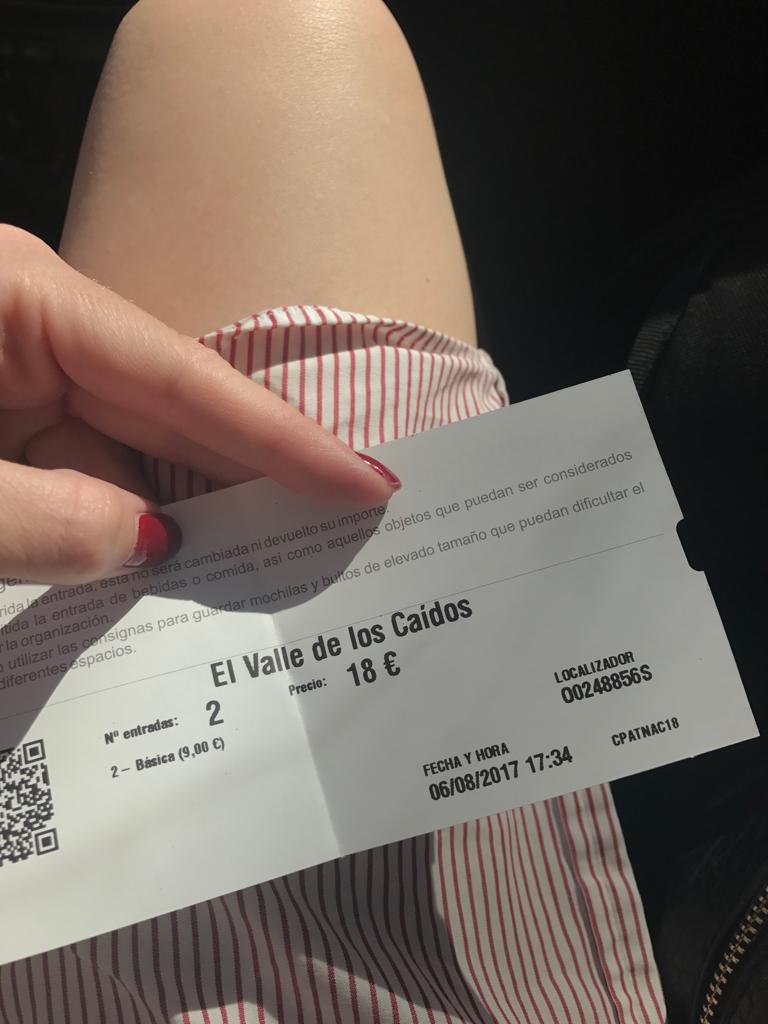 rida la entrada, esta no será cambiada ni devuelto su importe.
itida la entrada de bebidas o comida, así como aquellos objetos que puedan ser considerados
r la organización.
o utilizar las consignas para guardar mochilas y bultos de elevado tamaño que puedan dificultar el
diferentes espacios.
El Valle de los Caídos
Nº entradas: 2 Precio: 18 €
2 – Básica (9,00 €)
LOCALIZADOR
OO248856S
FECHA Y HORA
06/08/2017 17:34
CPATNAC18